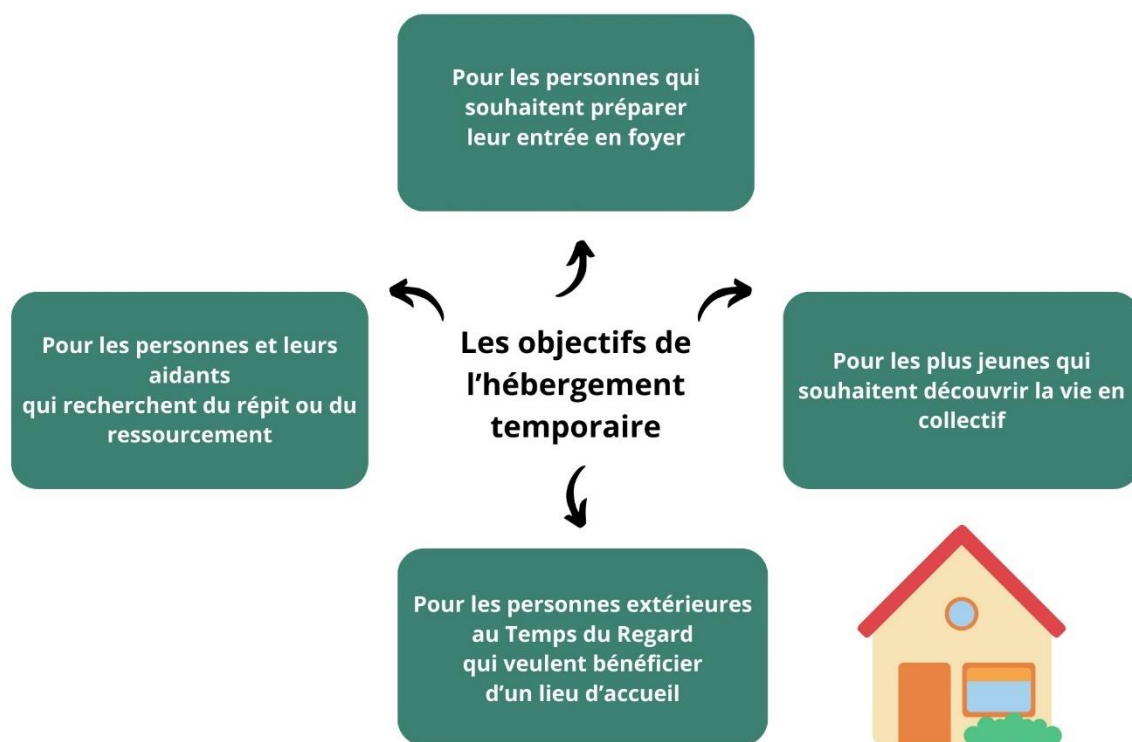 Pour les personnes qui
souhaitent préparer
leur entrée en foyer
Pour les personnes et leurs
aidants
qui recherchent du répit ou du
ressourcement
Les objectifs de
l’hébergement
temporaire
Pour les plus jeunes qui
souhaitent découvrir la vie en
collectif
Pour les personnes extérieures
au Temps du Regard
qui veulent bénéficier
d’un lieu d’accueil